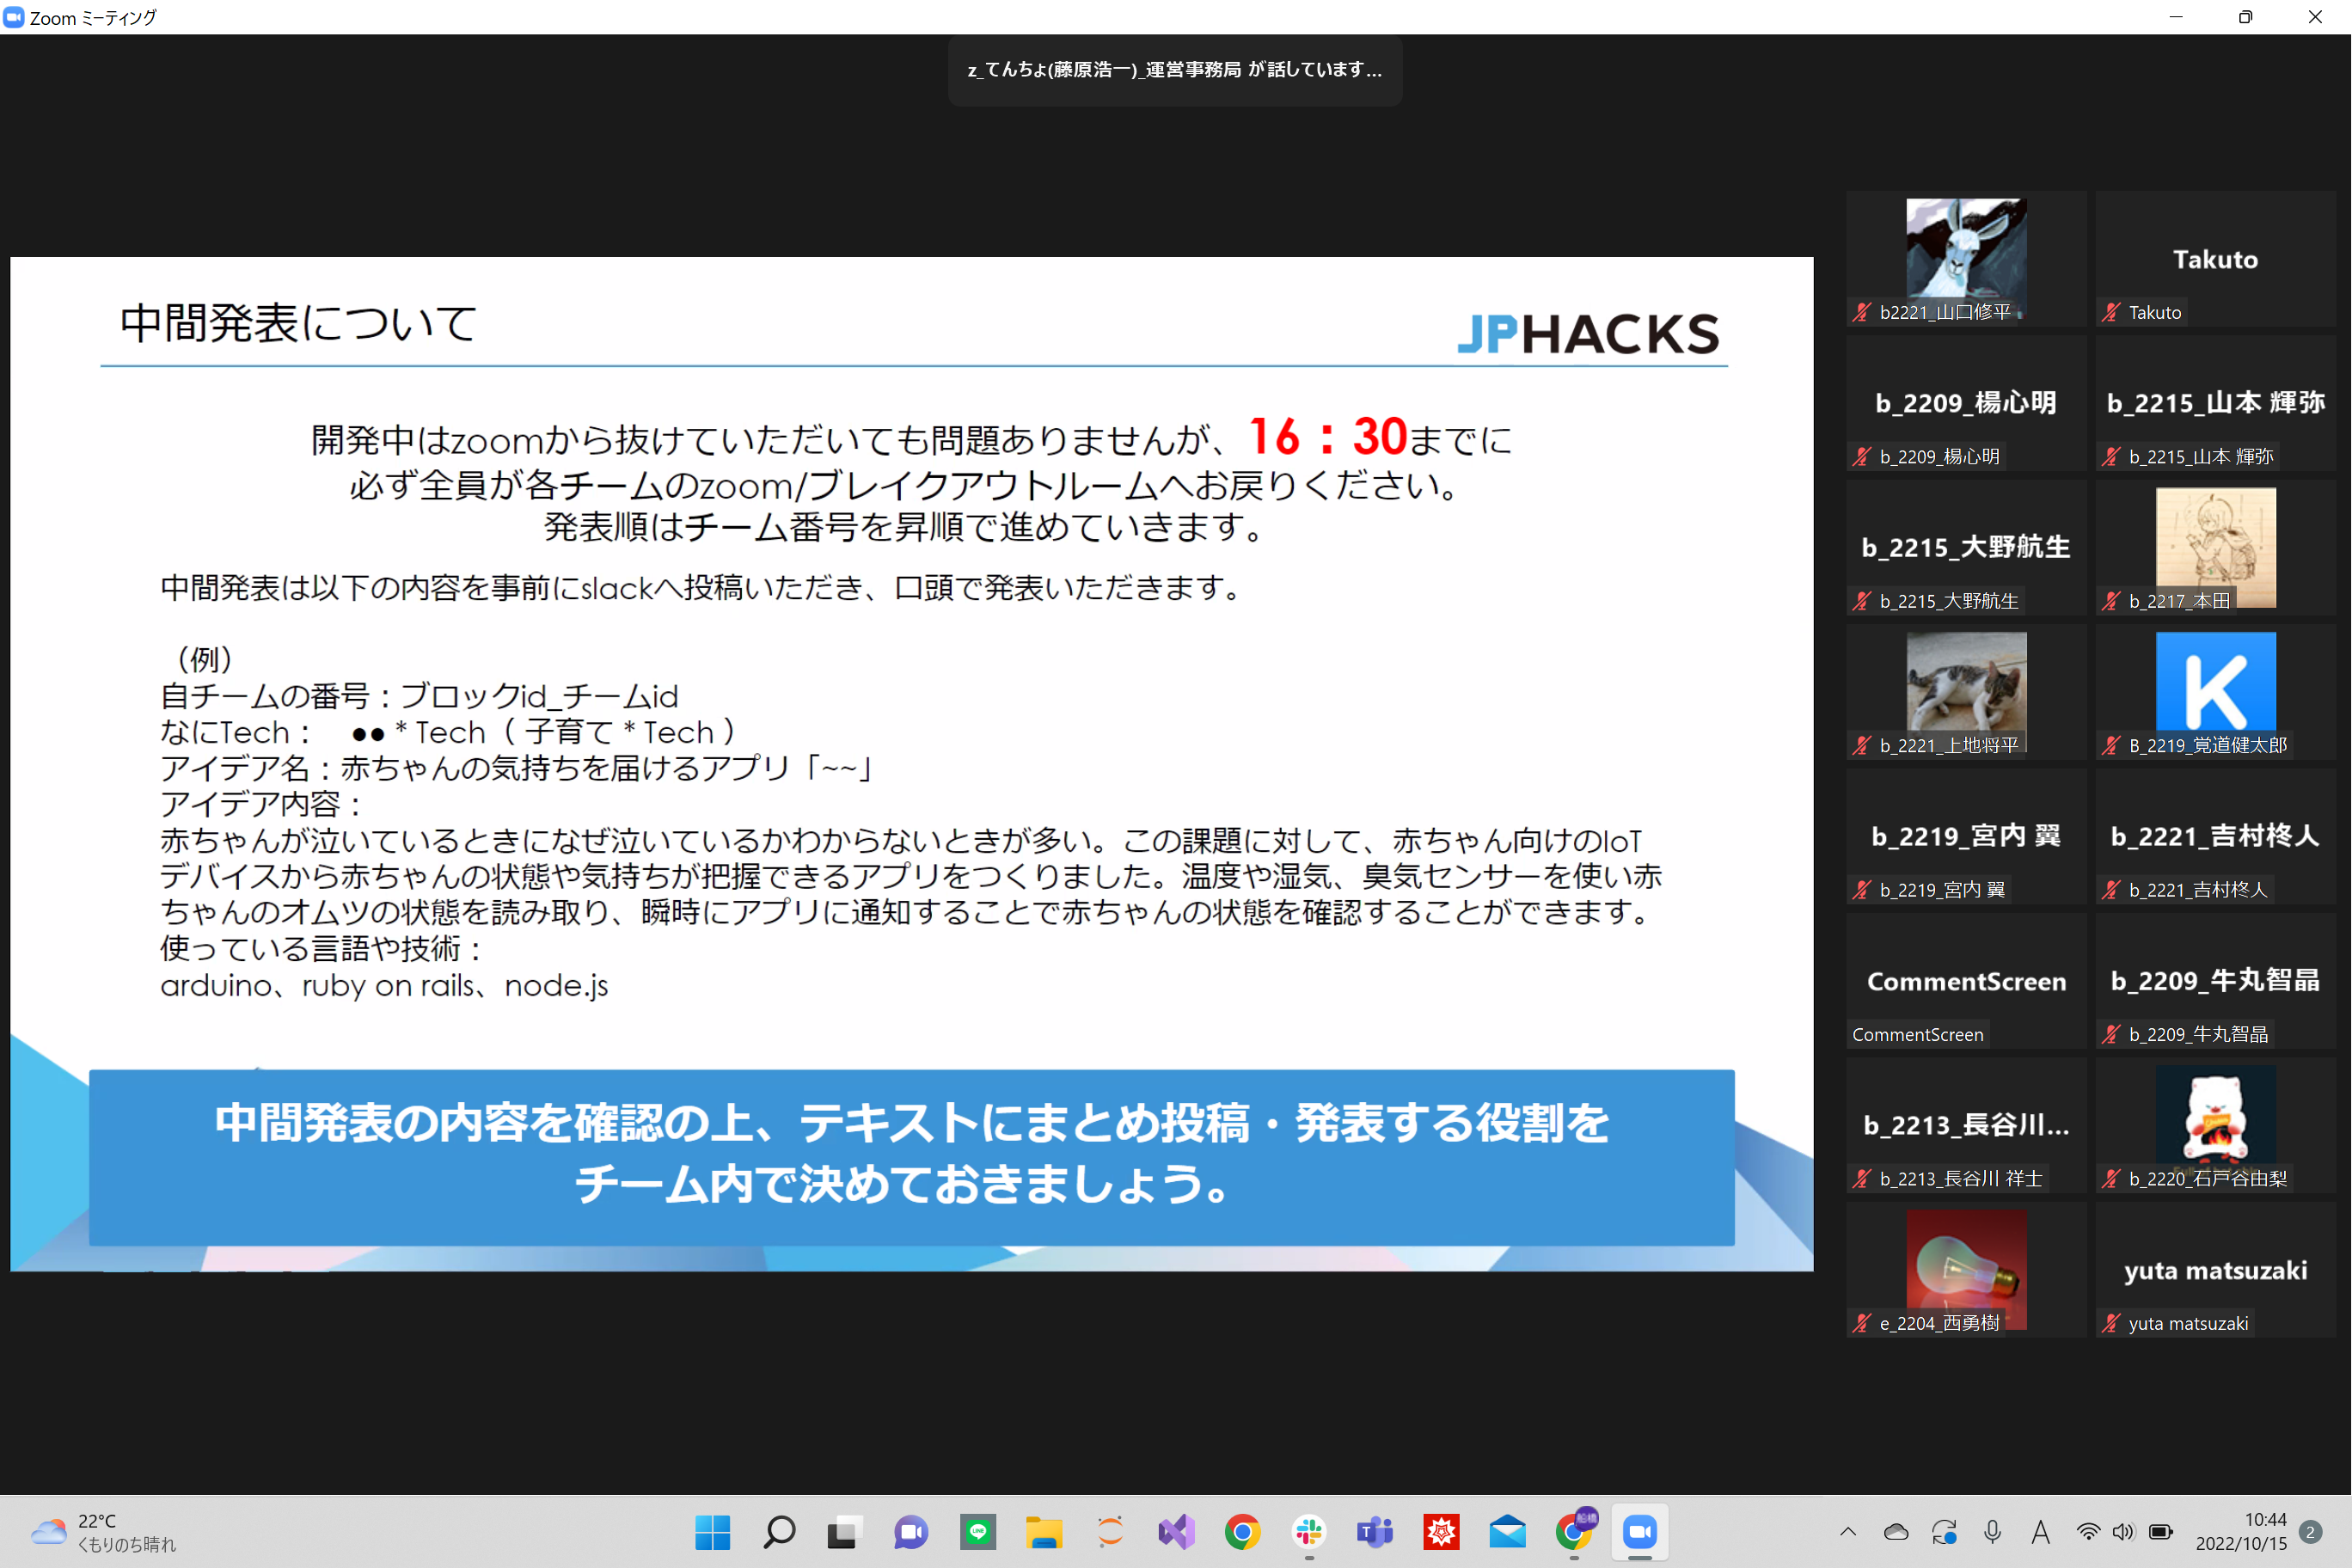 Zoom ミーティング
z_てんちょ(藤原浩一)_運営事務局 が話しています...
中間発表について
JPHACKS
開発中はzoomから抜けていただいても問題ありませんが、16：30までに
必ず全員が各チームのzoom/ブレイクアウトルームへお戻りください。
発表順はチーム番号を昇順で進めていきます。
中間発表は以下の内容を事前にslackへ投稿いただき、口頭で発表いただきます。
（例）
自チームの番号：ブロックid_チームid
なにTech： ●●＊Tech（ 子育て＊Tech ）
アイデア名：赤ちゃんの気持ちを届けるアプリ「~~」
アイデア内容：
赤ちゃんが泣いているときになぜ泣いているかわからないときが多い。この課題に対して、赤ちゃん向けのIoT
デバイスから赤ちゃんの状態や気持ちが把握できるアプリをつくりました。温度や湿気、臭気センサーを使い赤
ちゃんのオムツの状態を読み取り、瞬時にアプリに通知することで赤ちゃんの状態を確認することができます。
使っている言語や技術：
arduino、ruby on rails、node.js
中間発表の内容を確認の上、テキストにまとめ投稿・発表する役割を
チーム内で決めておきましょう。
b2221_山口修平
Takuto
Takuto
b_2209_楊心明
b_2209_楊心明
b_2215_山本 輝弥
b_2215_山本 輝弥
b_2215_大野航生
b_2215_大野航生
b_2217_本田
b_2221_上地将平
K
B_2219_覚道健太郎
b_2219_宮内 翼
b_2219_宮内 翼
b_2221_吉村柊人
b_2221_吉村柊人
CommentScreen
CommentScreen
b_2209_牛丸智晶
b_2209_牛丸智晶
b_2213_長谷川...
b_2213_長谷川 祥士
b_2220_石戸谷由梨
e_2204_西勇樹
yuta matsuzaki
yuta matsuzaki
22°C
くもりのち晴れ
LINE
T
船橋
A
10:44
2022/10/15
2